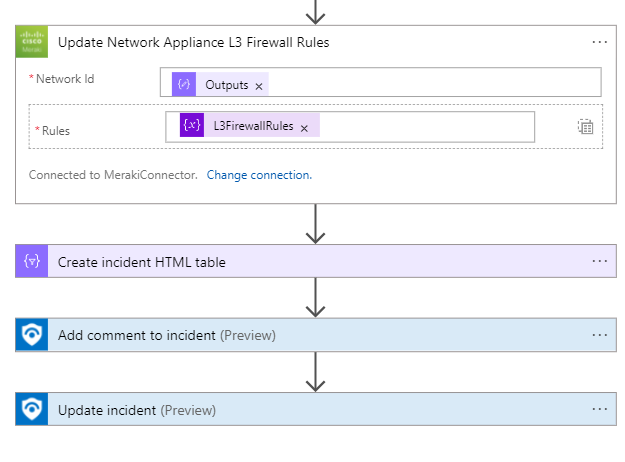 CISCO
Meraki
Update Network Appliance L3 Firewall Rules
* Network Id
Outputs ×
* Rules
{x} L3FirewallRules ×
Connected to MerakiConnector. Change connection.
Create incident HTML table
Add comment to incident (Preview)
Update incident (Preview)